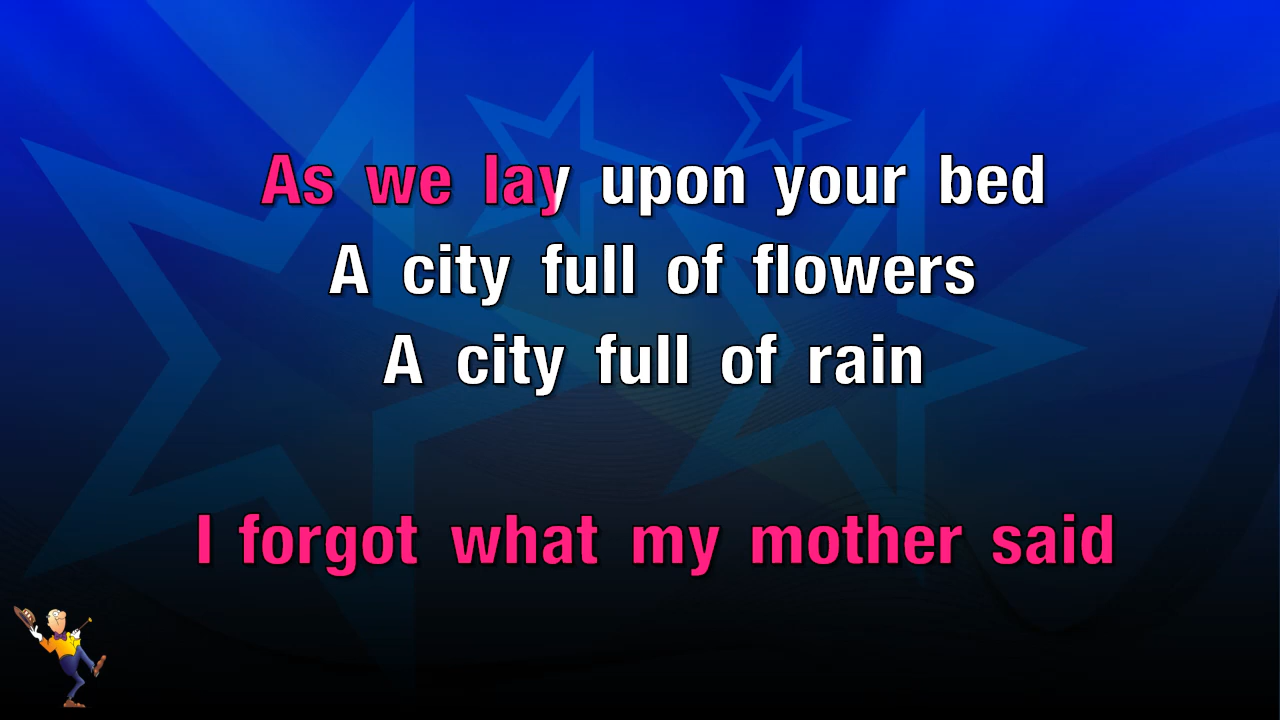 As we lay upon your bed
A city full of flowers
A city full of rain
I forgot what my mother said